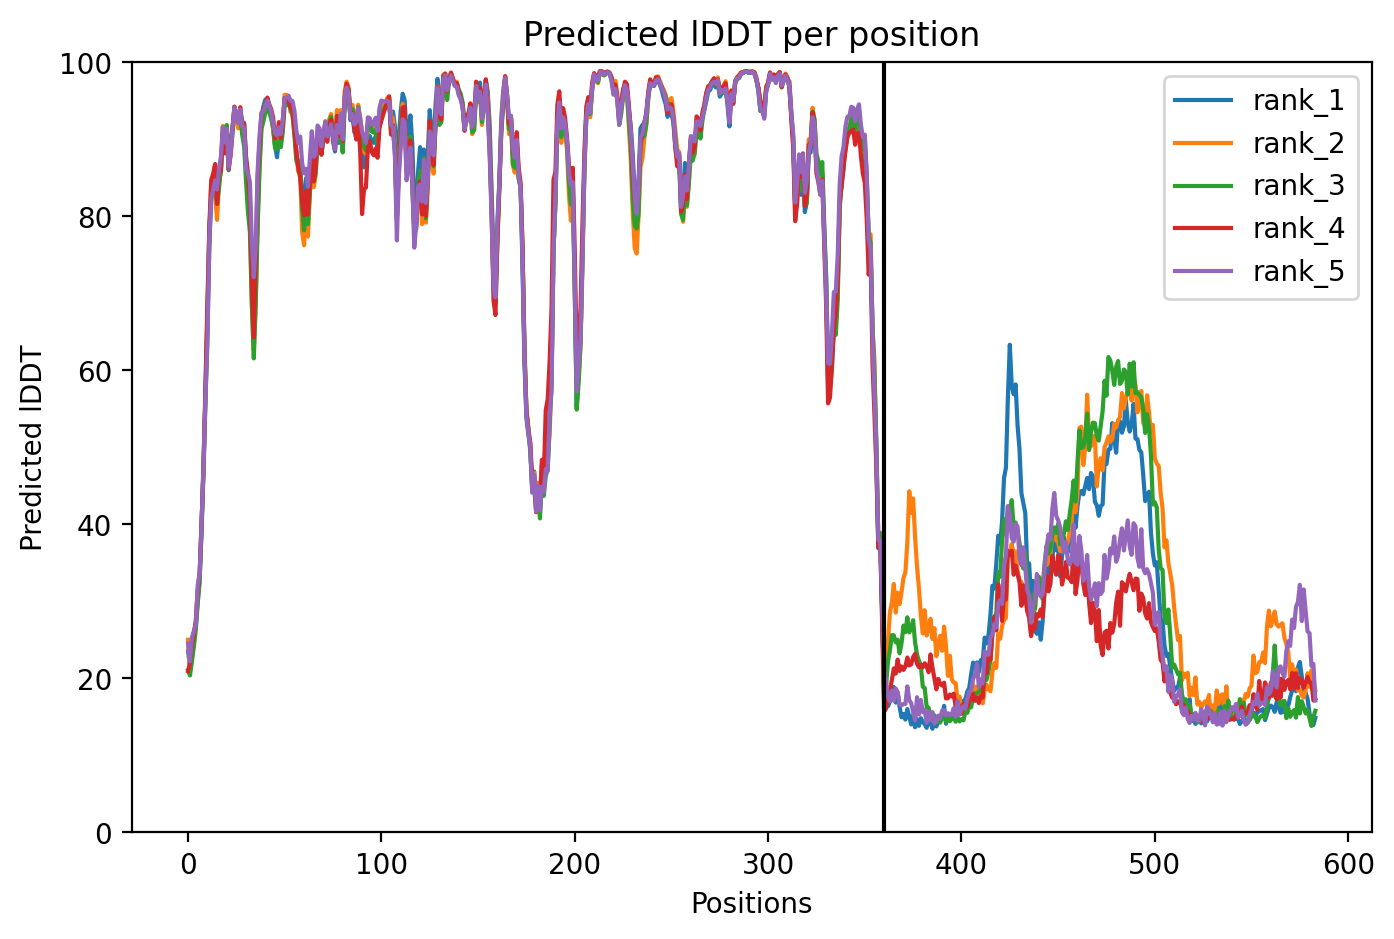 Predicted lDDT per position
100
80
60
40
20
0
Predicted lDDT
0 100 200 300 400 500 600
Positions
rank_1
rank_2
rank_3
rank_4
rank_5